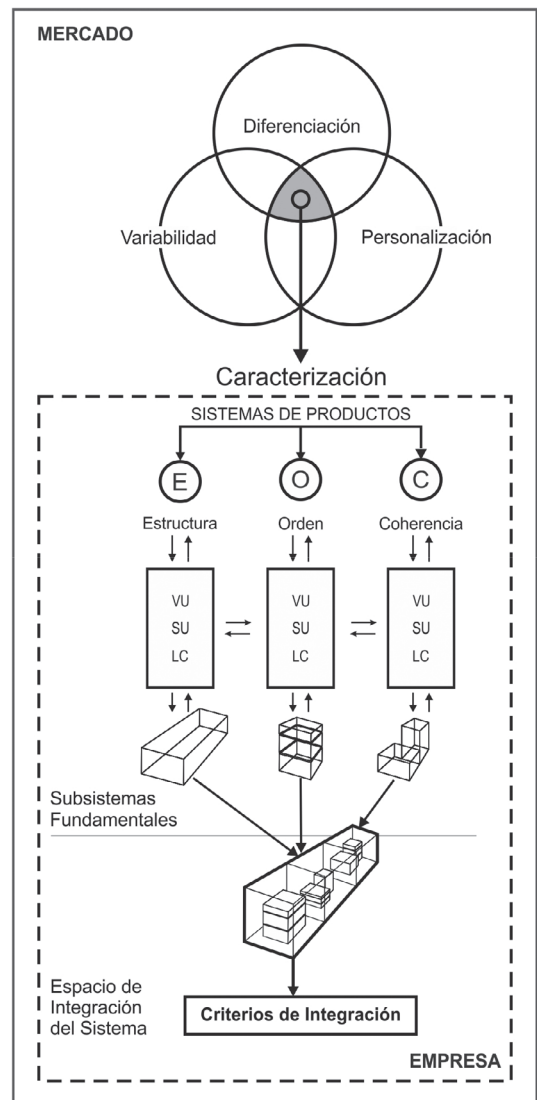 MERCADO
Diferenciación
Variabilidad
Personalización
Caracterización
SISTEMAS DE PRODUCTOS
E
O
C
Estructura
Orden
Coherencia
VU
SU
LC
VU
SU
LC
VU
SU
LC
Subsistemas
Fundamentales
Espacio de
Integración
del Sistema
Criterios de Integración
EMPRESA